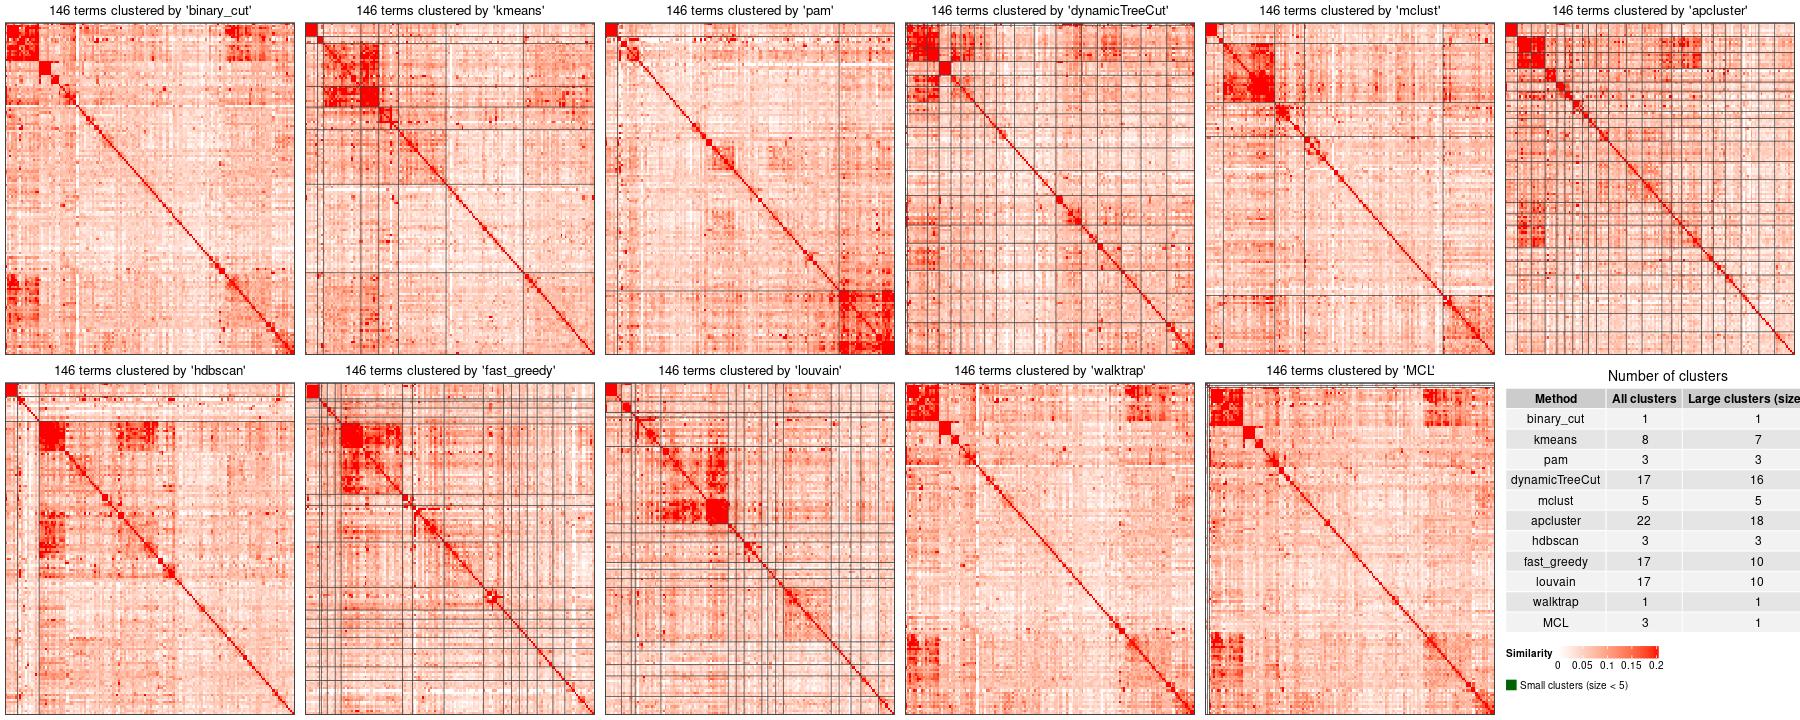 146 terms clustered by 'binary_cut'
146 terms clustered by 'kmeans'
146 terms clustered by 'pam'
146 terms clustered by 'dynamicTreeCut'
146 terms clustered by 'mclust'
146 terms clustered by 'apcluster'
146 terms clustered by 'hdbscan'
146 terms clustered by 'fast_greedy'
146 terms clustered by 'louvain'
146 terms clustered by 'walktrap'
146 terms clustered by 'MCL'
Number of clusters
Method All clusters Large clusters (size
binary_cut 1 1
kmeans 8 7
pam 3 3
dynamicTreeCut 17 16
mclust 5 5
apcluster 22 18
hdbscan 3 3
fast_greedy 17 10
louvain 17 10
walktrap 1 1
MCL 3 1
Similarity
0 0.05 0.1 0.15 0.2
Small clusters (size < 5)